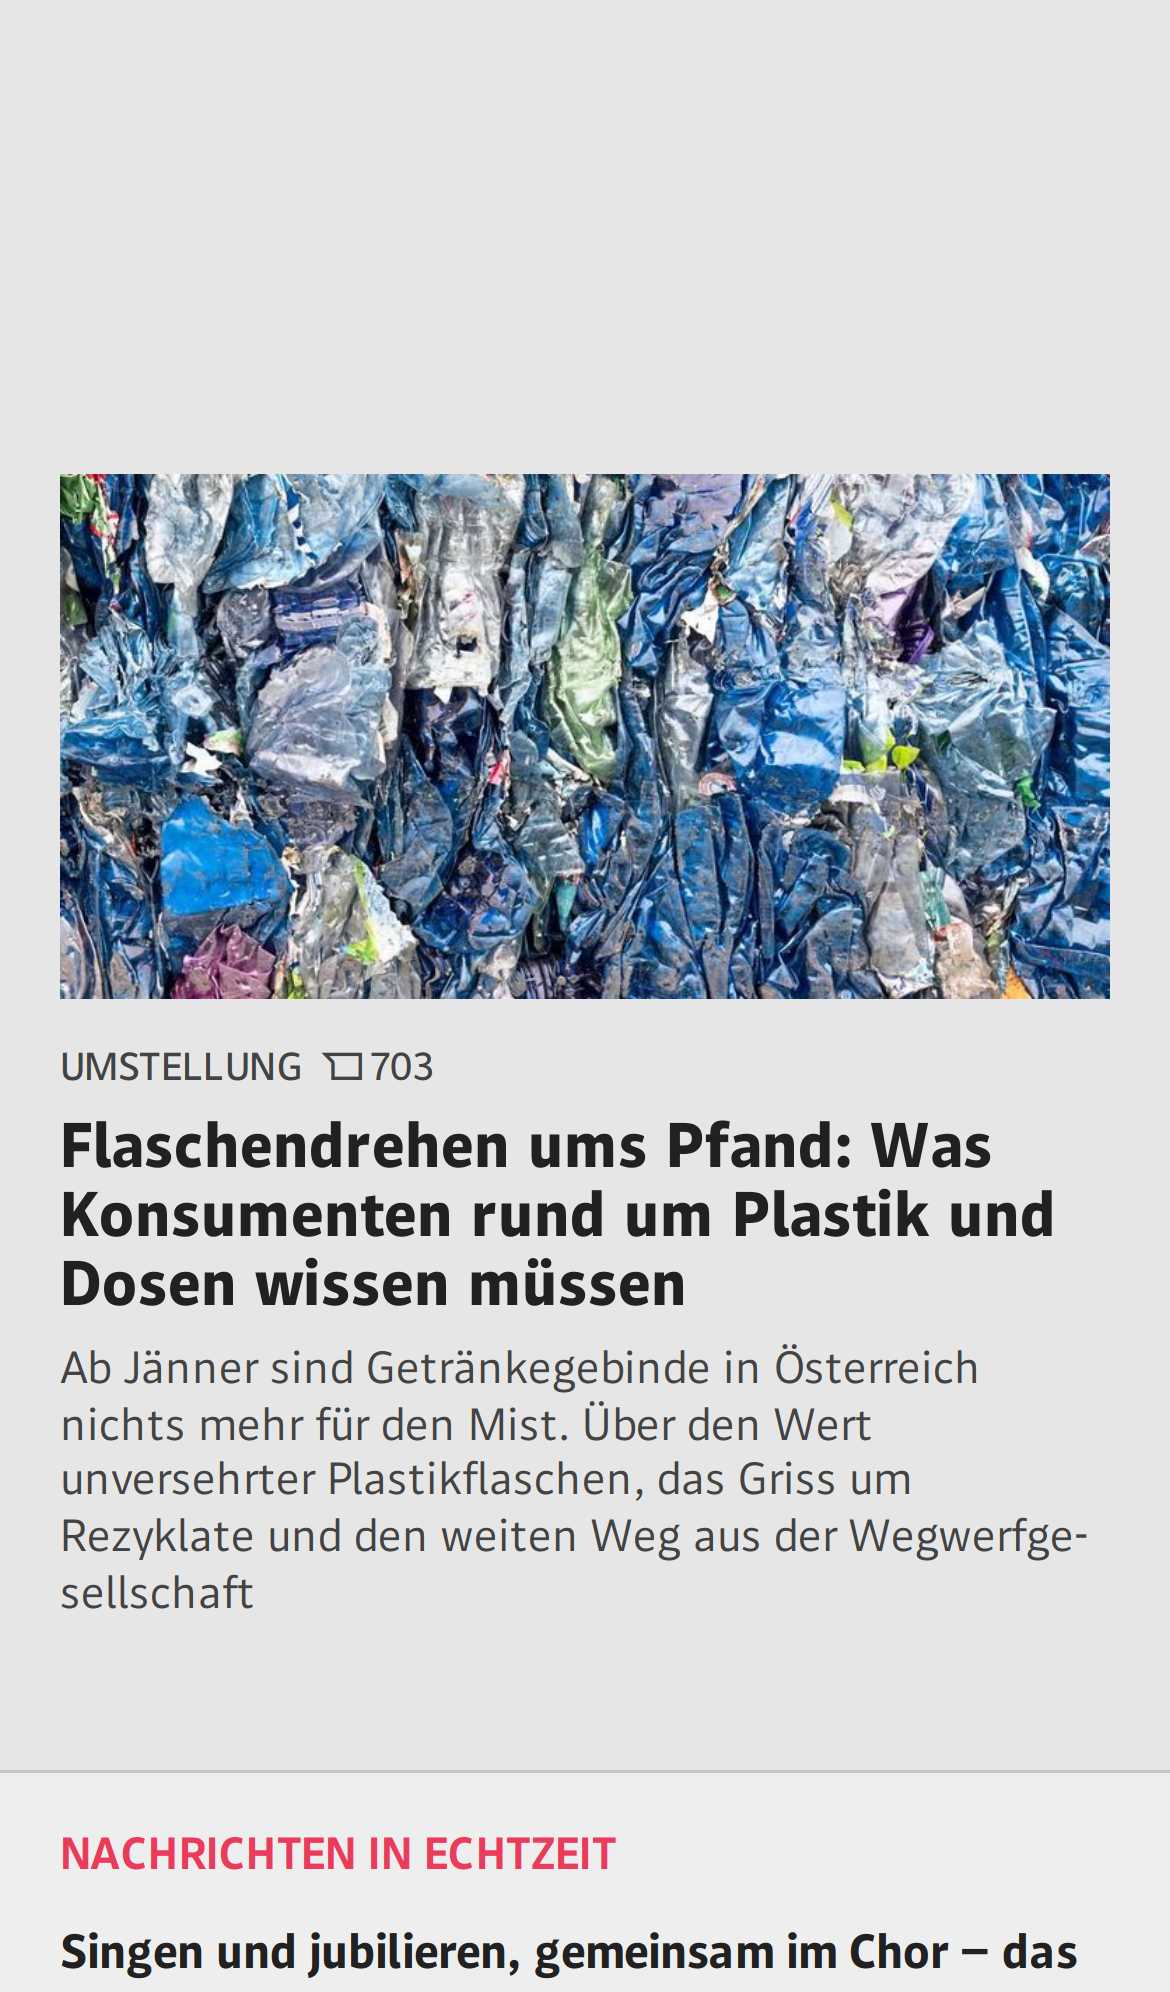 UMSTELLUNG 703
Flaschendrehen ums Pfand: Was
Konsumenten rund um Plastik und
Dosen wissen müssen
Ab Jänner sind Getränkegebinde in Österreich
nichts mehr für den Mist. Über den Wert
unversehrter Plastikflaschen, das Griss um
Rezyklate und den weiten Weg aus der Wegwerfge-
sellschaft
NACHRICHTEN IN ECHTZEIT
Singen und jubilieren, gemeinsam im Chor – das